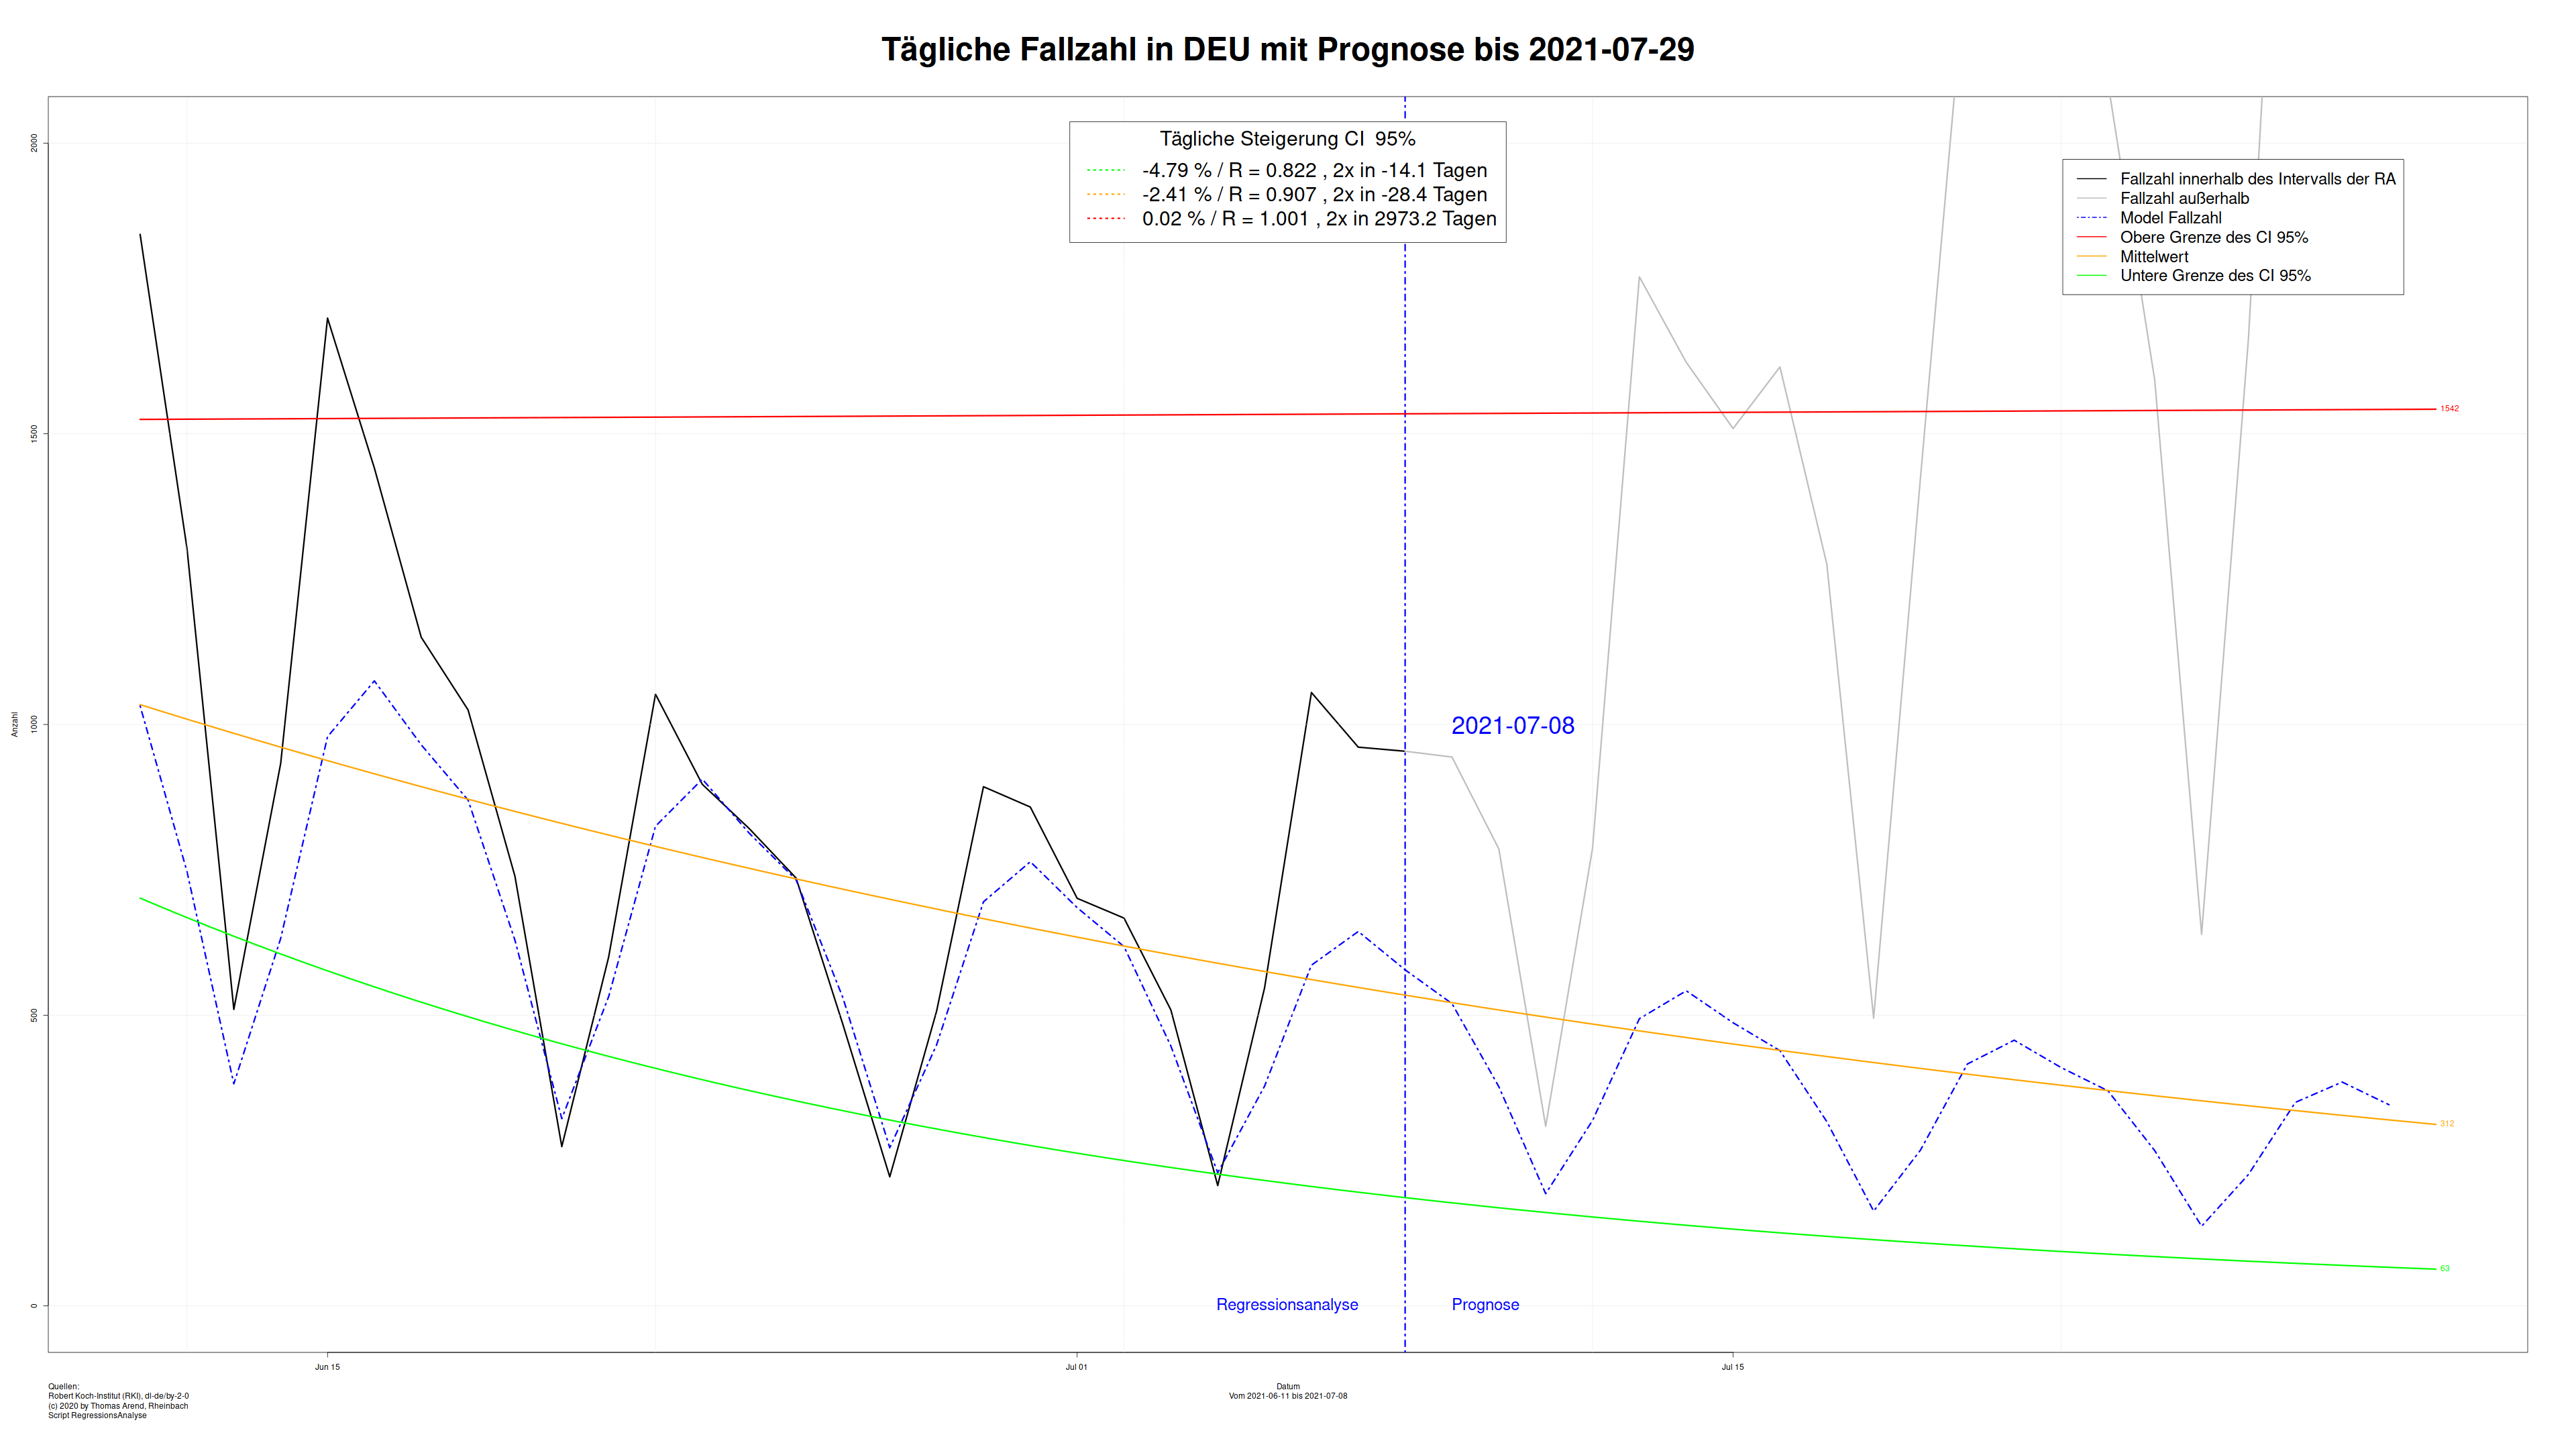 Tägliche Fallzahl in DEU mit Prognose bis 2021-07-29
Tägliche Steigerung CI  95%
-4.79 % / R = 0.822 , 2x in -14.1 Tagen
-2.41 % / R = 0.907 , 2x in -28.4 Tagen
0.02 % / R = 1.001 , 2x in 2973.2 Tagen
Fallzahl innerhalb des Intervalls der RA
Fallzahl außerhalb
Model Fallzahl
Obere Grenze des CI 95%
Mittelwert
Untere Grenze des CI 95%
2000
1500
1000
500
0
Anzahl
1542
2021-07-08
312
63
Regressionsanalyse
Prognose
Jun 15
Jul 01
Jul 15
Datum
Vom 2021-06-11 bis 2021-07-08
Quellen:
Robert Koch-Institut (RKI), dl-de/by-2-0
(c) 2020 by Thomas Arend, Rheinbach
Script RegressionsAnalyse